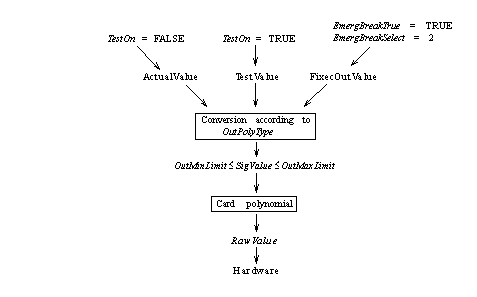 TestOn = FALSE
TestOn = TRUE
EmergBreakTrue = TRUE
EmergBreakSelect = 2
ActualValue
TestValue
FixecOutValue
Conversion according to
OutPolyType
OutMinLimit ≤ SigValue ≤ OutMaxLimit
Card polynomial
RawValue
Hardware